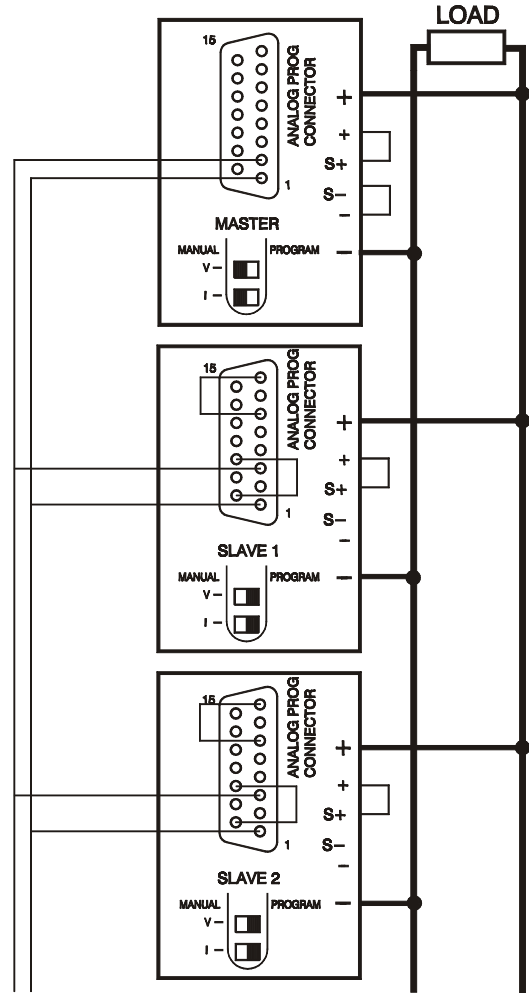 LOAD
15
ANALOG PROG
CONNECTOR
+
+
S+
S–
–
1
MASTER
MANUAL PROGRAM –
V –
I –
15
ANALOG PROG
CONNECTOR
+
+
S+
S–
1
–
SLAVE 1
MANUAL PROGRAM –
V –
I –
15
ANALOG PROG
CONNECTOR
+
+
S+
S–
1
–
SLAVE 2
MANUAL PROGRAM –
V –
I –